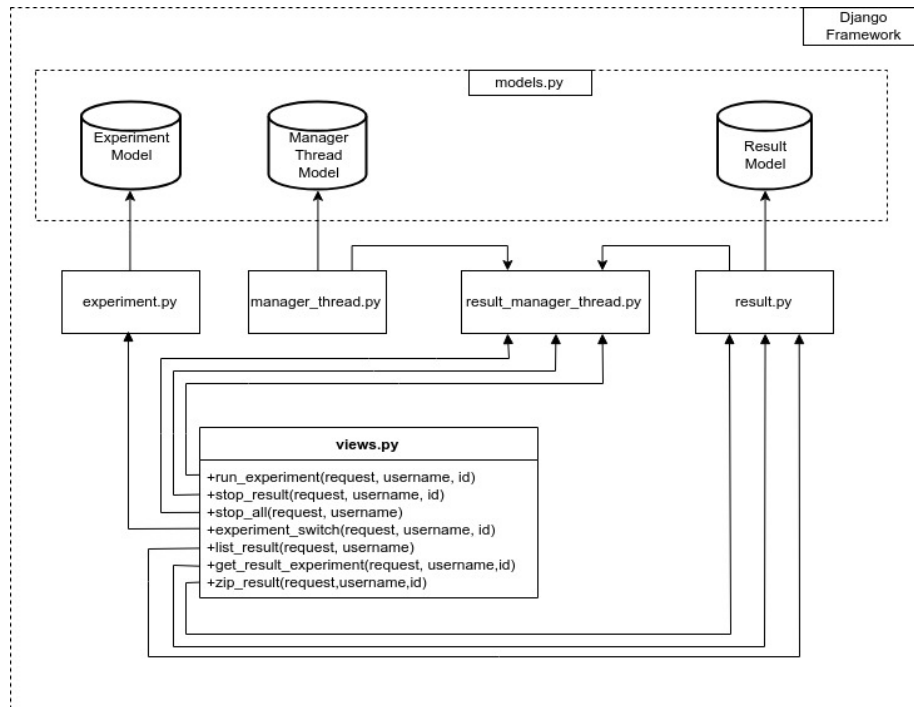 Django
Framework
models.py
Experiment
Model
Manager
Thread
Model
Result
Model
experiment.py
manager_thread.py
result_manager_thread.py
result.py
views.py
+run_experiment(request, username, id)
+stop_result(request, username, id)
+stop_all(request, username)
+experiment_switch(request, username, id)
+list_result(request, username)
+get_result_experiment(request, username,id)
+zip_result(request,username,id)